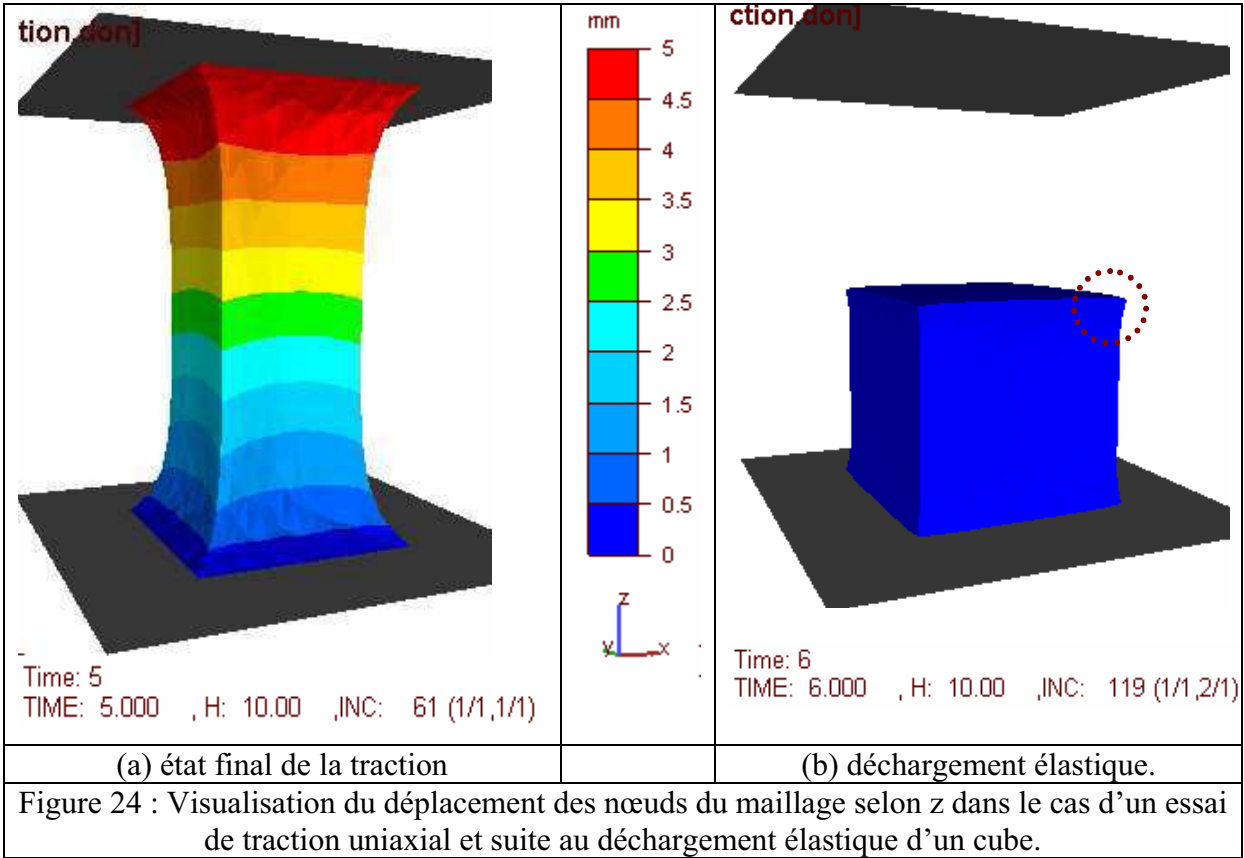 tion.don]
mm
5
4.5
4
3.5
3
2.5
2
1.5
1
0.5
0
z
y x
Time: 5
TIME: 5.000 , H: 10.00 ,INC: 61 (1/1,1/1)
ction.don]
Time: 6
TIME: 6.000 , H: 10.00 ,INC: 119 (1/1,2/1)
(a) état final de la traction
(b) déchargement élastique.
Figure 24 : Visualisation du déplacement des nœuds du maillage selon z dans le cas d’un essai
de traction uniaxial et suite au déchargement élastique d’un cube.